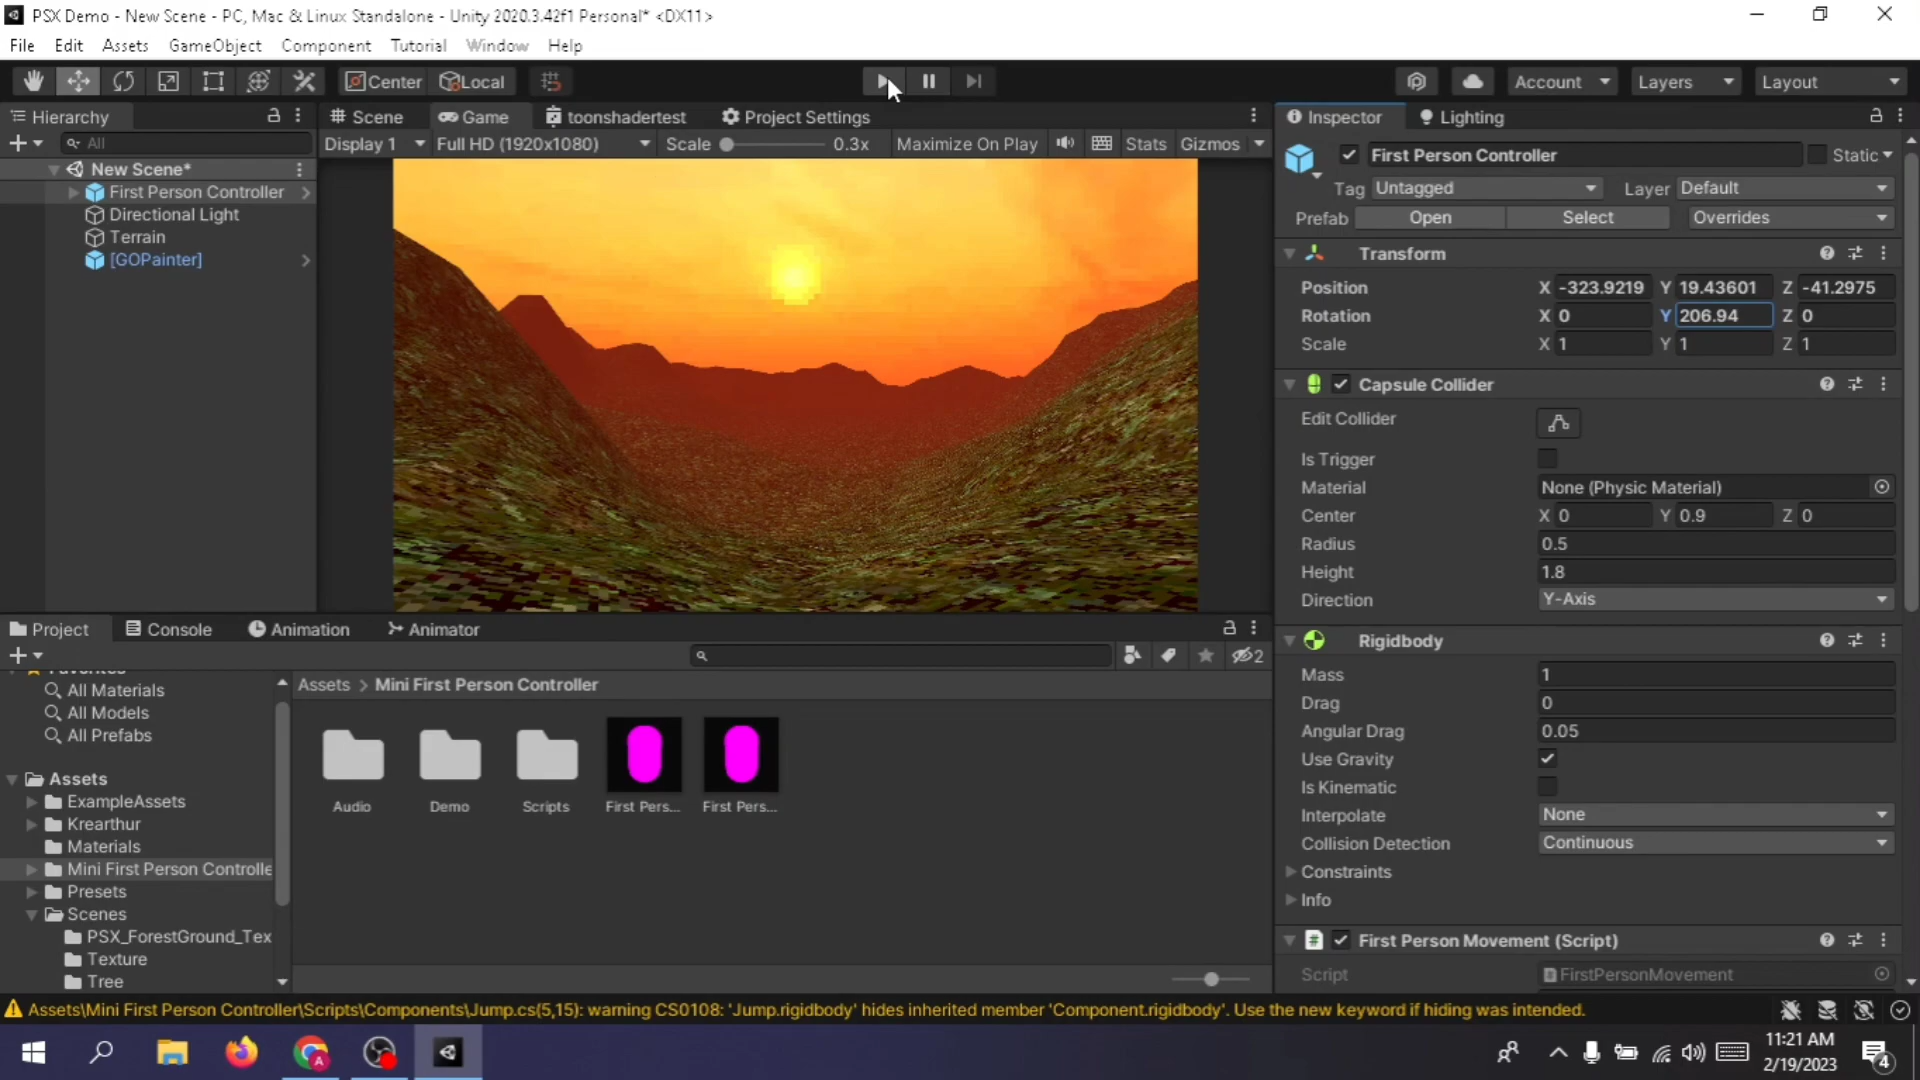 PSX Demo - New Scene - PC, Mac & Linux Standalone - Unity 2020.3.42f1 Personal* <DX11>
File Edit Assets GameObject Component Tutorial Window Help
Center Local Account Layers Layout
Hierarchy Scene Game toonshadertest Project Settings Inspector Lighting
All Display 1 Full HD (1920x1080) Scale 0.3x Maximize On Play Stats Gizmos
New Scene*
First Person Controller
Directional Light
Terrain
[GOPainter]
First Person Controller Static
Tag Untagged Layer Default
Prefab Open Select Overrides
Transform
Position X -323.9219 Y 19.43601 Z -41.2975
Rotation X 0 Y 206.94 Z 0
Scale X 1 Y 1 Z 1
Capsule Collider
Edit Collider
Is Trigger
Material None (Physic Material)
Center X 0 Y 0.9 Z 0
Radius 0.5
Height 1.8
Direction Y-Axis
Rigidbody
Mass 1
Drag 0
Angular Drag 0.05
Use Gravity
Is Kinematic
Interpolate None
Collision Detection Continuous
Constraints
Info
First Person Movement (Script)
Script FirstPersonMovement
Project Console Animation Animator
2
Favorites
All Materials
All Models
All Prefabs
Assets
ExampleAssets
Krearthur
Materials
Mini First Person Controlle
Presets
Scenes
PSX_ForestGround_Tex
Texture
Tree
Assets > Mini First Person Controller
Audio Demo Scripts First Pers... First Pers...
Assets\Mini First Person Controller\Scripts\Components\Jump.cs(5,15): warning CS0108: 'Jump.rigidbody' hides inherited member 'Component.rigidbody'. Use the new keyword if hiding was intended.
A
11:21 AM
2/19/2023
4